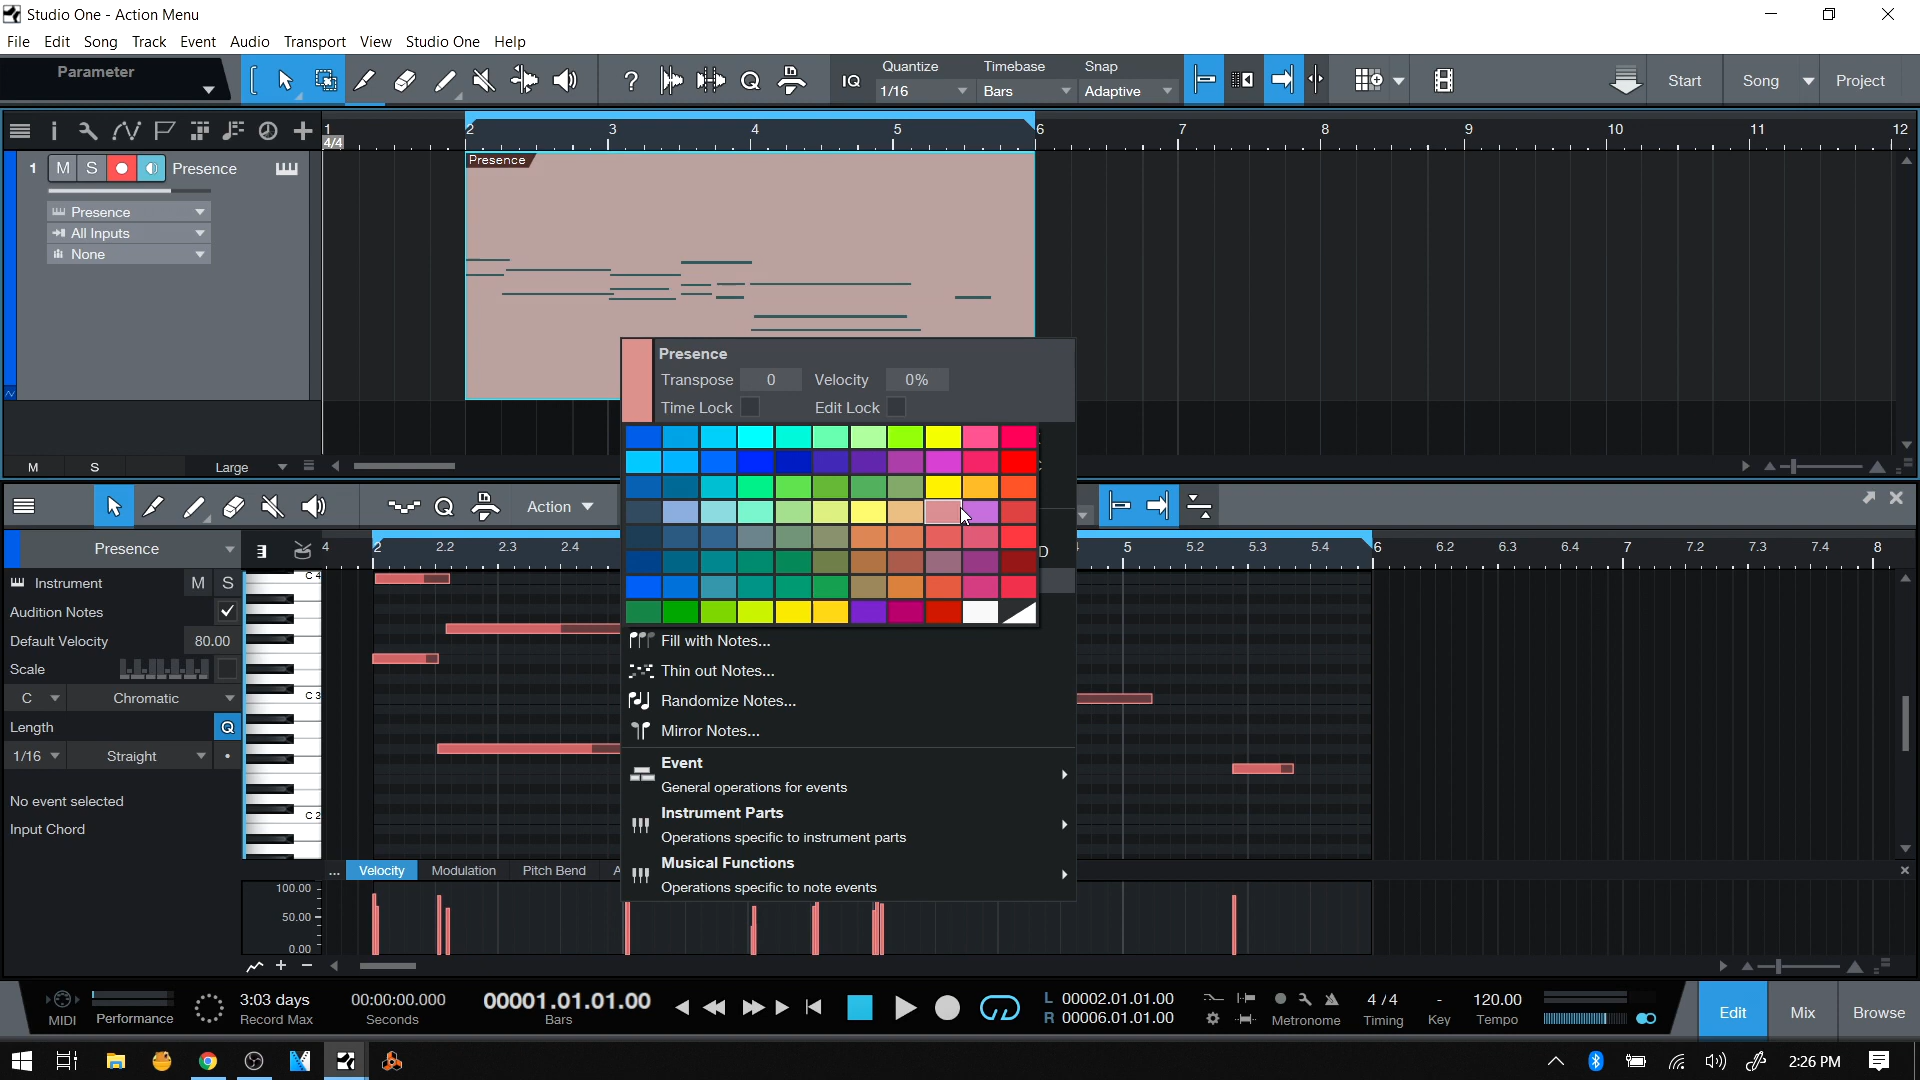 Studio One - Action Menu
File Edit Song Track Event Audio Transport View Studio One Help
Parameter
IQ
Quantize
1/16
Timebase
Bars
Snap
Adaptive
Start
Song
Project
1 2 3 4 5 6 7 8 9 10 11 12
4/4
1 M S Presence
Presence
All Inputs
None
Presence
M S Large
Presence
Transpose 0 Velocity 0%
Time Lock Edit Lock
Action
Presence
4 2 2.2 2.3 2.4 5 5.2 5.3 5.4 6 6.2 6.3 6.4 7 7.2 7.3 7.4 8
Instrument M S
Audition Notes
Default Velocity 80.00
Scale
C Chromatic
Length Q
1/16 Straight
No event selected
Input Chord
C 4
C 3
C 2
D
Fill with Notes...
Thin out Notes...
Randomize Notes...
Mirror Notes...
Event
General operations for events
Instrument Parts
Operations specific to instrument parts
Musical Functions
Operations specific to note events
... Velocity Modulation Pitch Bend A
100.00
50.00
0.00
MIDI
Performance
3:03 days
Record Max
00:00:00.000
Seconds
00001.01.01.00
Bars
L 00002.01.01.00
R 00006.01.01.00
Metronome
4 / 4
Timing
-
Key
120.00
Tempo
Edit
Mix
Browse
2:26 PM